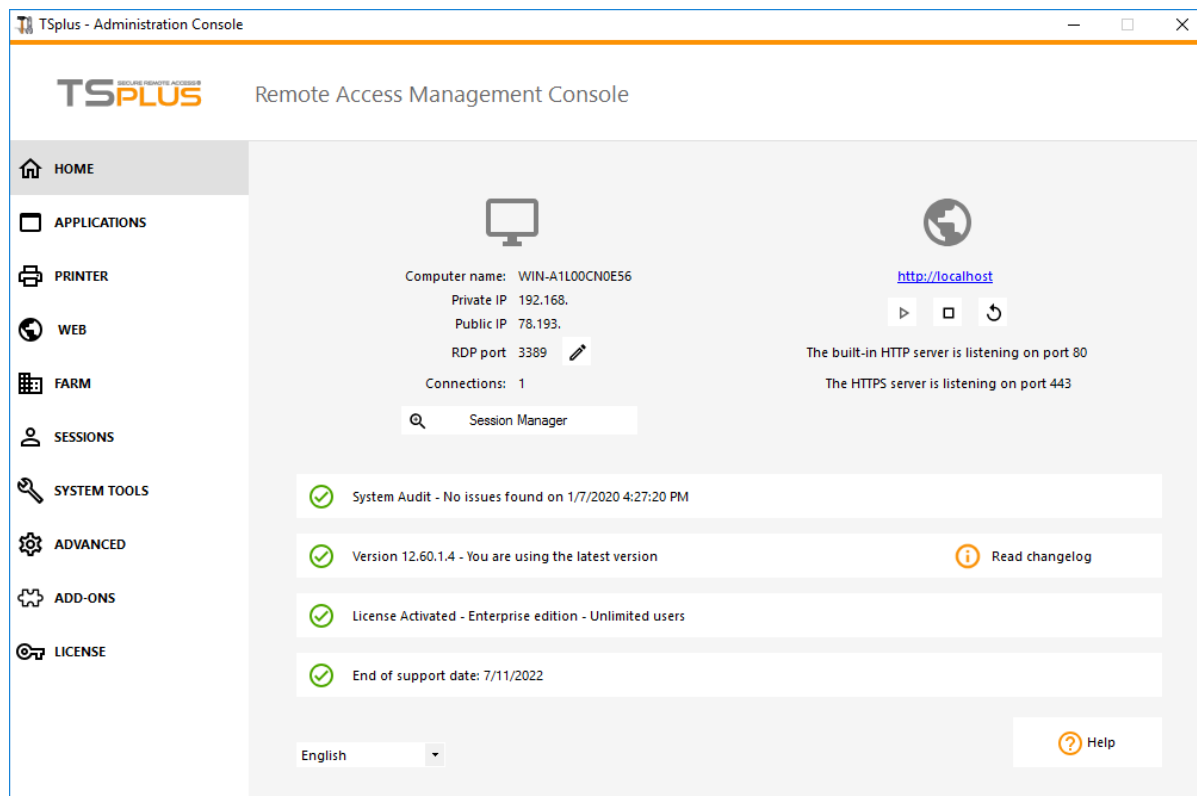 TSplus - Administration Console
TSPLUS SECURE REMOTE ACCESS®
Remote Access Management Console
HOME
APPLICATIONS
PRINTER
WEB
FARM
SESSIONS
SYSTEM TOOLS
ADVANCED
ADD-ONS
LICENSE
Computer name: WIN-A1L00CN0E56
Private IP 192.168.
Public IP 78.193.
RDP port 3389
Connections: 1
Session Manager
http://localhost
The built-in HTTP server is listening on port 80
The HTTPS server is listening on port 443
System Audit - No issues found on 1/7/2020 4:27:20 PM
Version 12.60.1.4 - You are using the latest version
Read changelog
License Activated - Enterprise edition - Unlimited users
End of support date: 7/11/2022
English
Help